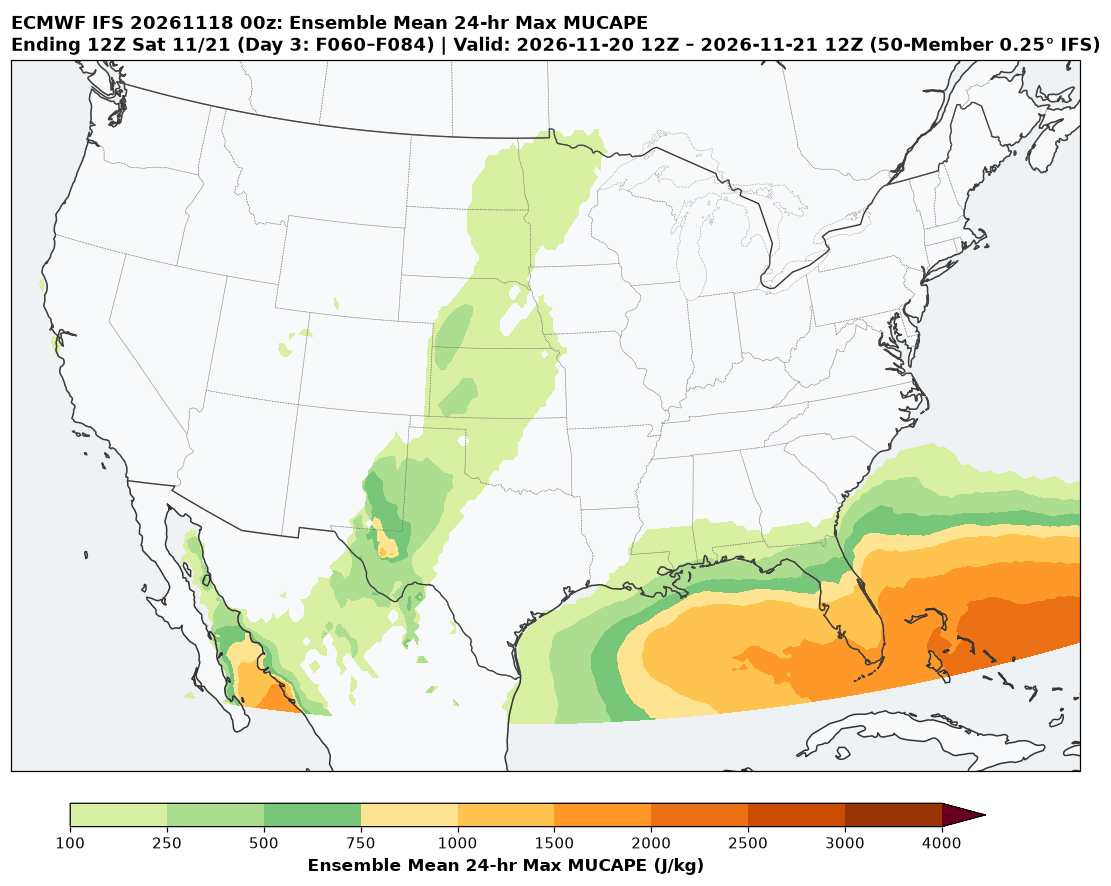 ECMWF IFS 20261118 00z: Ensemble Mean 24-hr Max MUCAPE
Ending 12Z Sat 11/21 (Day 3: F060–F084) | Valid: 2026-11-20 12Z – 2026-11-21 12Z (50-Member 0.25° IFS)
100 250 500 750 1000 1500 2000 2500 3000 4000
Ensemble Mean 24-hr Max MUCAPE (J/kg)